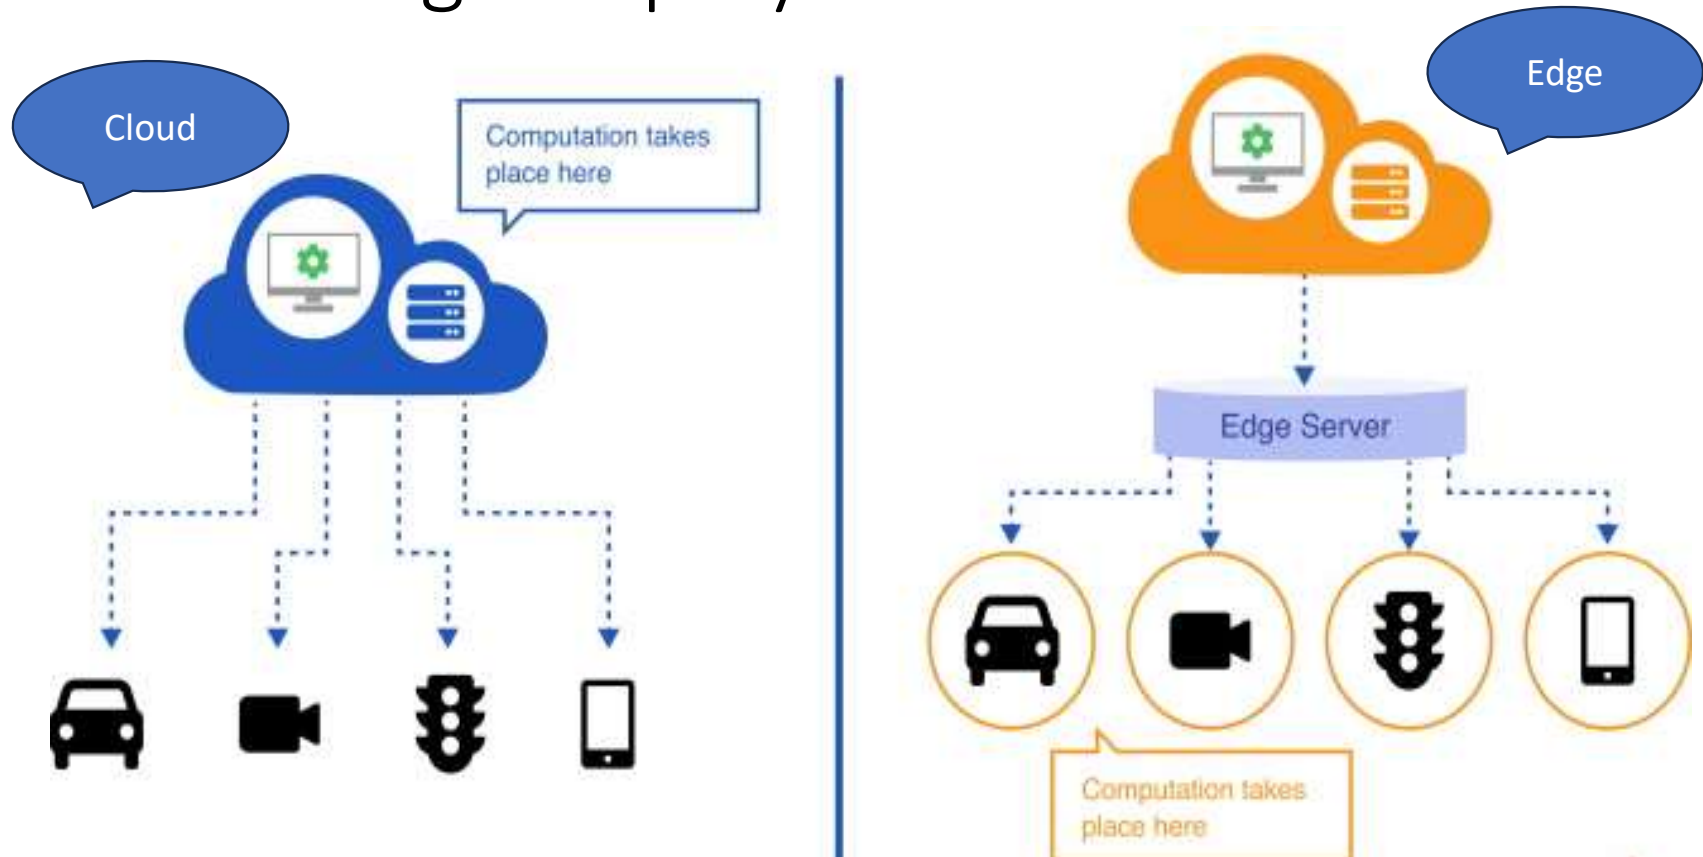 Cloud
Computation takes
place here
Edge
Edge Server
Computation takes
place here